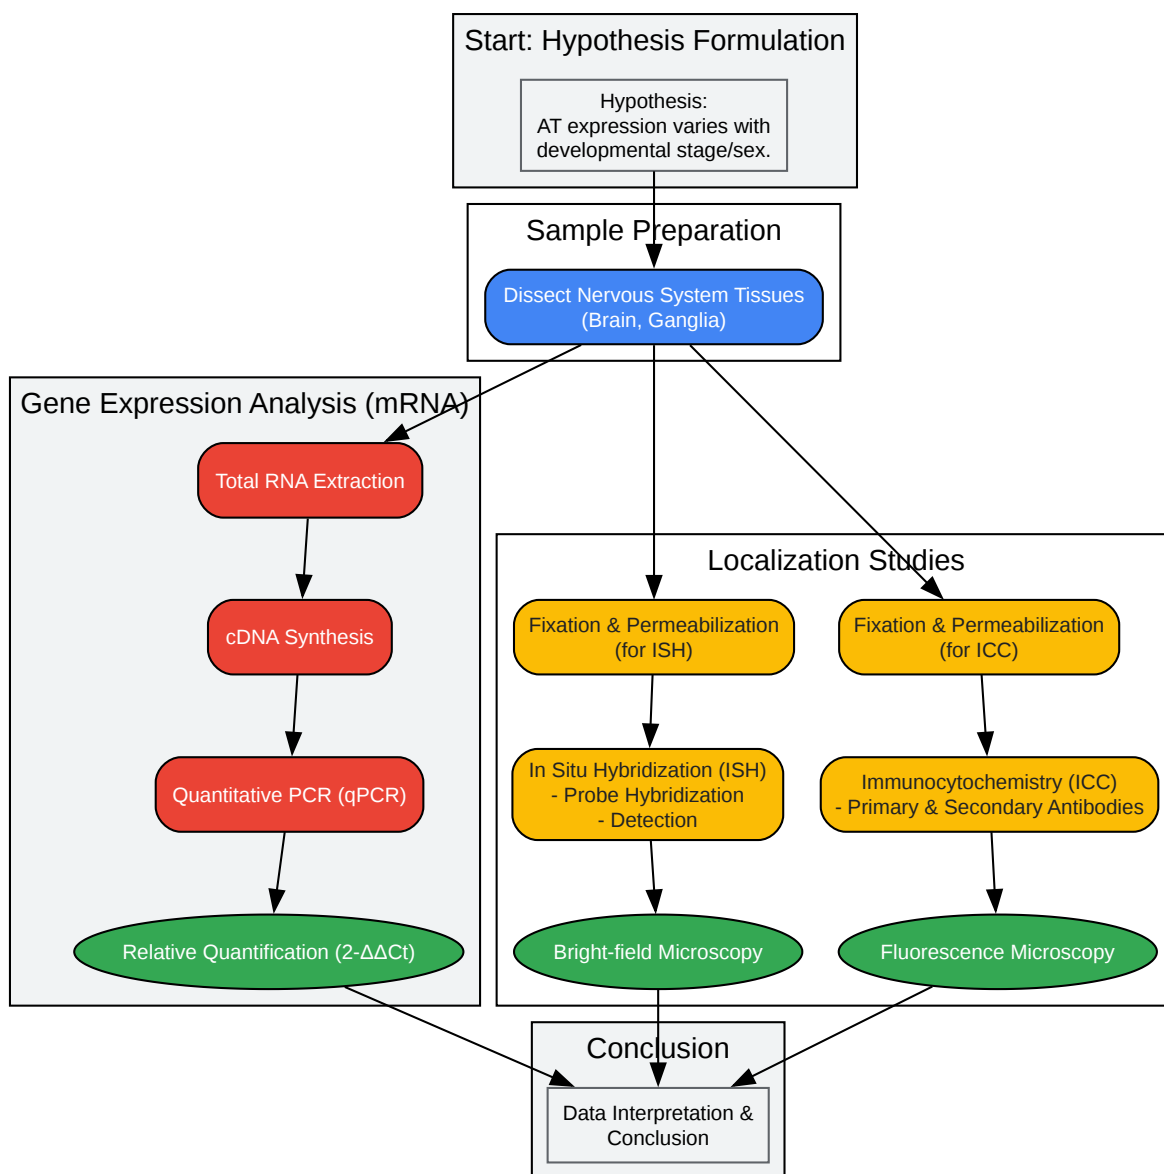 Start: Hypothesis Formulation
Hypothesis:
AT expression varies with
developmental stage/sex.
Sample Preparation
Dissect Nervous System Tissues
(Brain, Ganglia)
Gene Expression Analysis (mRNA)
Total RNA Extraction
cDNA Synthesis
Quantitative PCR (qPCR)
Relative Quantification (2-ΔΔCt)
Localization Studies
Fixation & Permeabilization
(for ISH)
In Situ Hybridization (ISH)
- Probe Hybridization
- Detection
Bright-field Microscopy
Fixation & Permeabilization
(for ICC)
Immunocytochemistry (ICC)
- Primary & Secondary Antibodies
Fluorescence Microscopy
Conclusion
Data Interpretation &
Conclusion